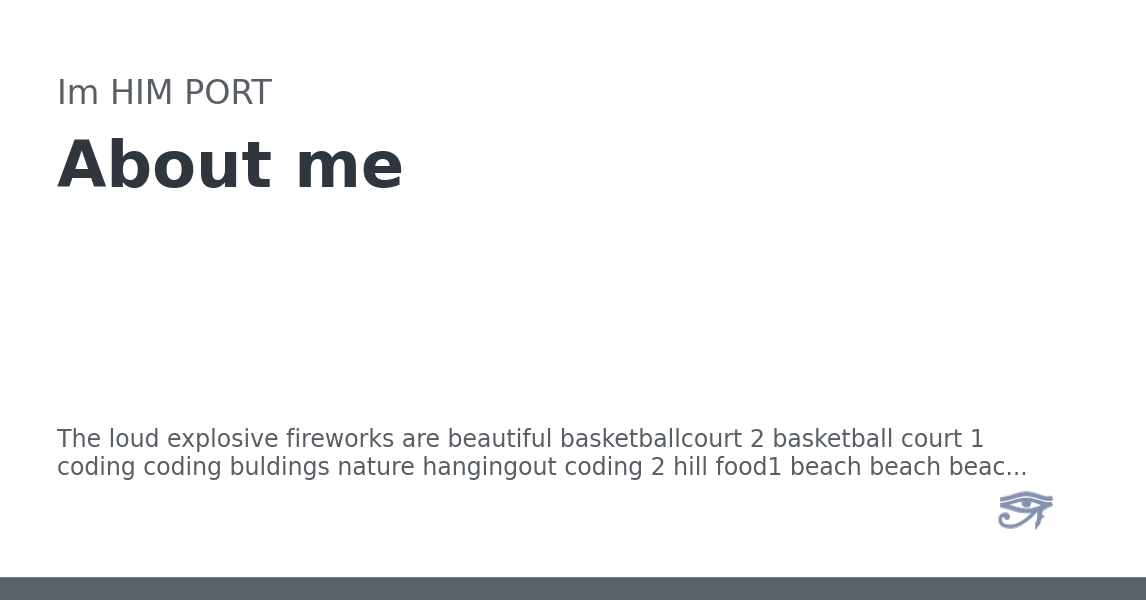 Im HIM PORT
About me
The loud explosive fireworks are beautiful basketballcourt 2 basketball court 1
coding coding buldings nature hangingout coding 2 hill food1 beach beach beac...